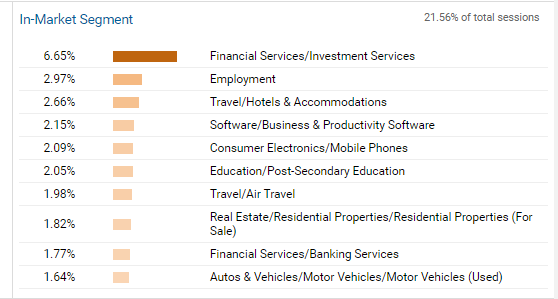 In-Market Segment 21.56% of total sessions
6.65% Financial Services/Investment Services
2.97% Employment
2.66% Travel/Hotels & Accommodations
2.15% Software/Business & Productivity Software
2.09% Consumer Electronics/Mobile Phones
2.05% Education/Post-Secondary Education
1.98% Travel/Air Travel
1.82% Real Estate/Residential Properties/Residential Properties (For
Sale)
1.77% Financial Services/Banking Services
1.64% Autos & Vehicles/Motor Vehicles/Motor Vehicles (Used)